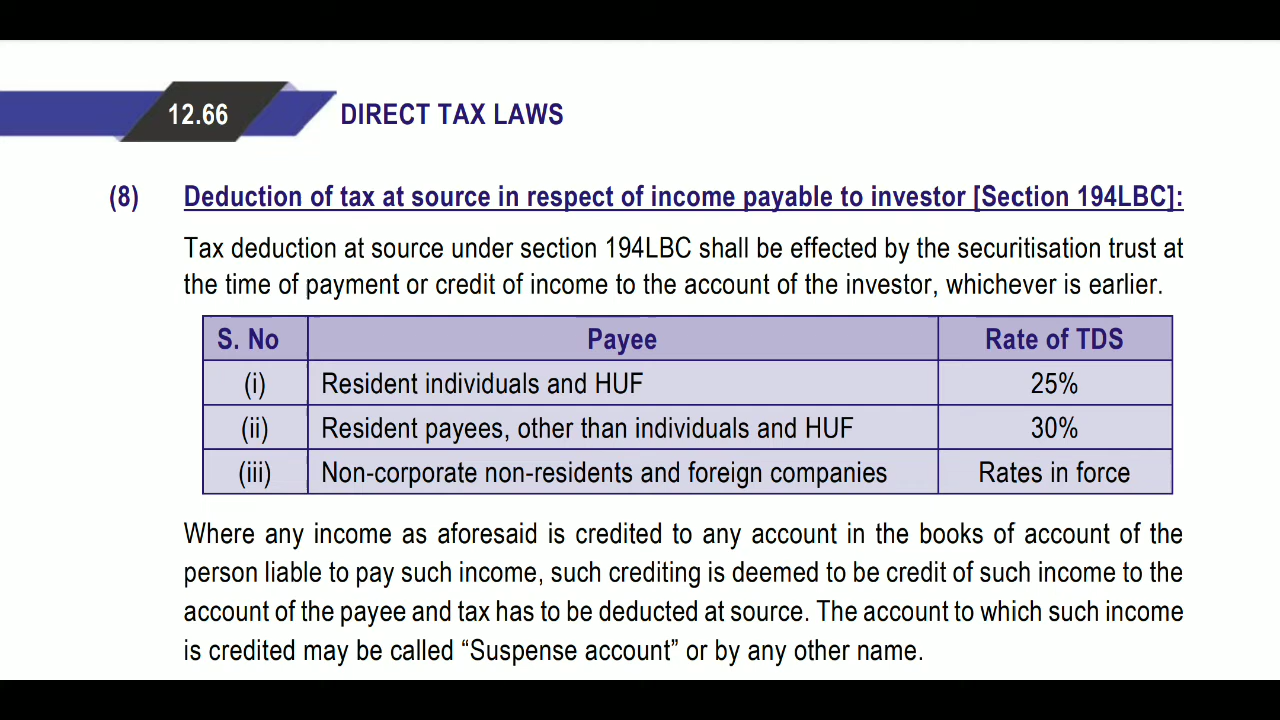 12.66 DIRECT TAX LAWS
(8) Deduction of tax at source in respect of income payable to investor [Section 194LBC]:
Tax deduction at source under section 194LBC shall be effected by the securitisation trust at
the time of payment or credit of income to the account of the investor, whichever is earlier.
S. No Payee Rate of TDS
(i) Resident individuals and HUF 25%
(ii) Resident payees, other than individuals and HUF 30%
(iii) Non-corporate non-residents and foreign companies Rates in force
Where any income as aforesaid is credited to any account in the books of account of the
person liable to pay such income, such crediting is deemed to be credit of such income to the
account of the payee and tax has to be deducted at source. The account to which such income
is credited may be called “Suspense account” or by any other name.